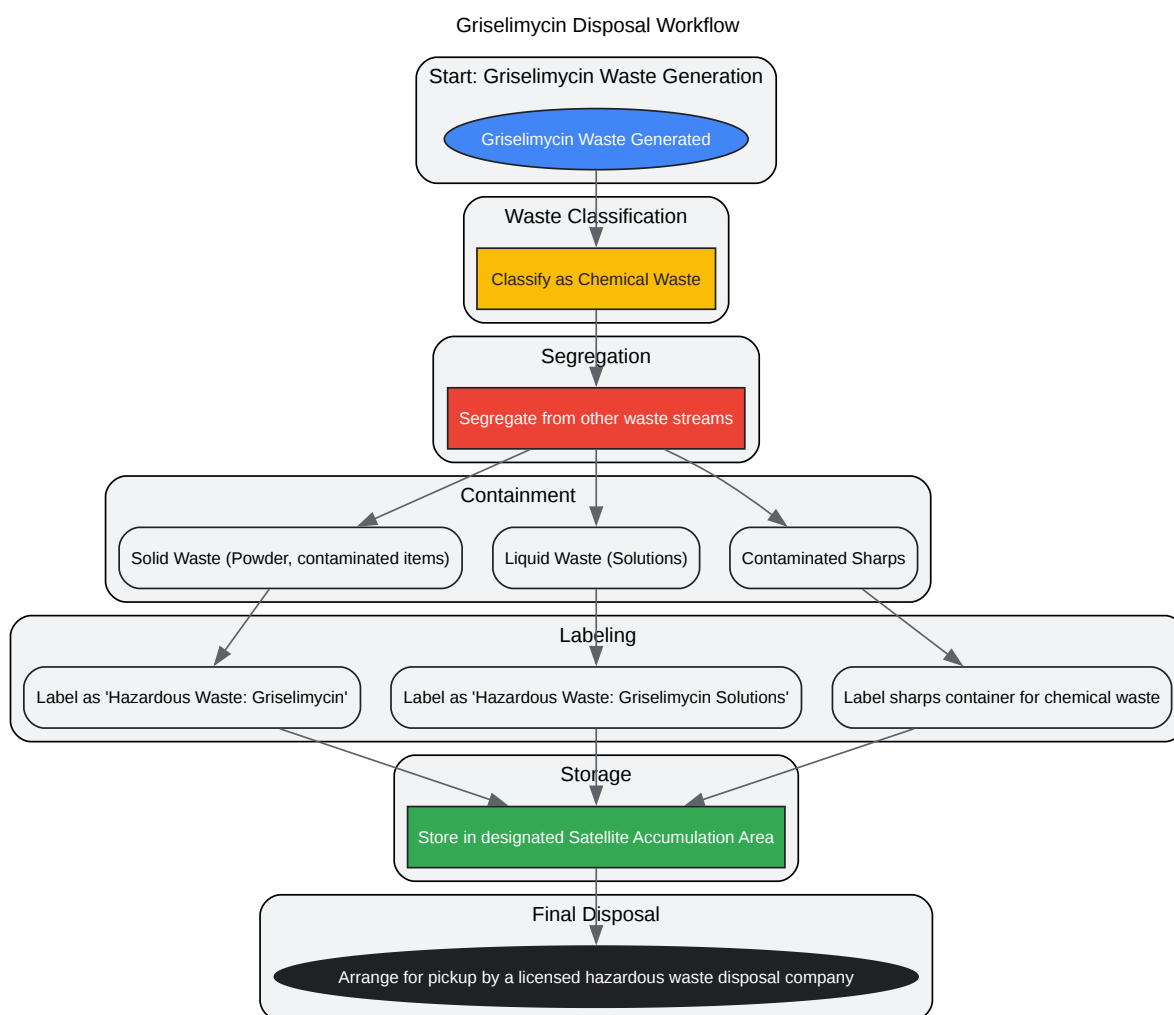 Griselimycin Disposal Workflow
Start: Griselimycin Waste Generation
Griselimycin Waste Generated
Waste Classification
Classify as Chemical Waste
Segregation
Segregate from other waste streams
Containment
Solid Waste (Powder, contaminated items)
Liquid Waste (Solutions)
Contaminated Sharps
Labeling
Label as 'Hazardous Waste: Griselimycin'
Label as 'Hazardous Waste: Griselimycin Solutions'
Label sharps container for chemical waste
Storage
Store in designated Satellite Accumulation Area
Final Disposal
Arrange for pickup by a licensed hazardous waste disposal company